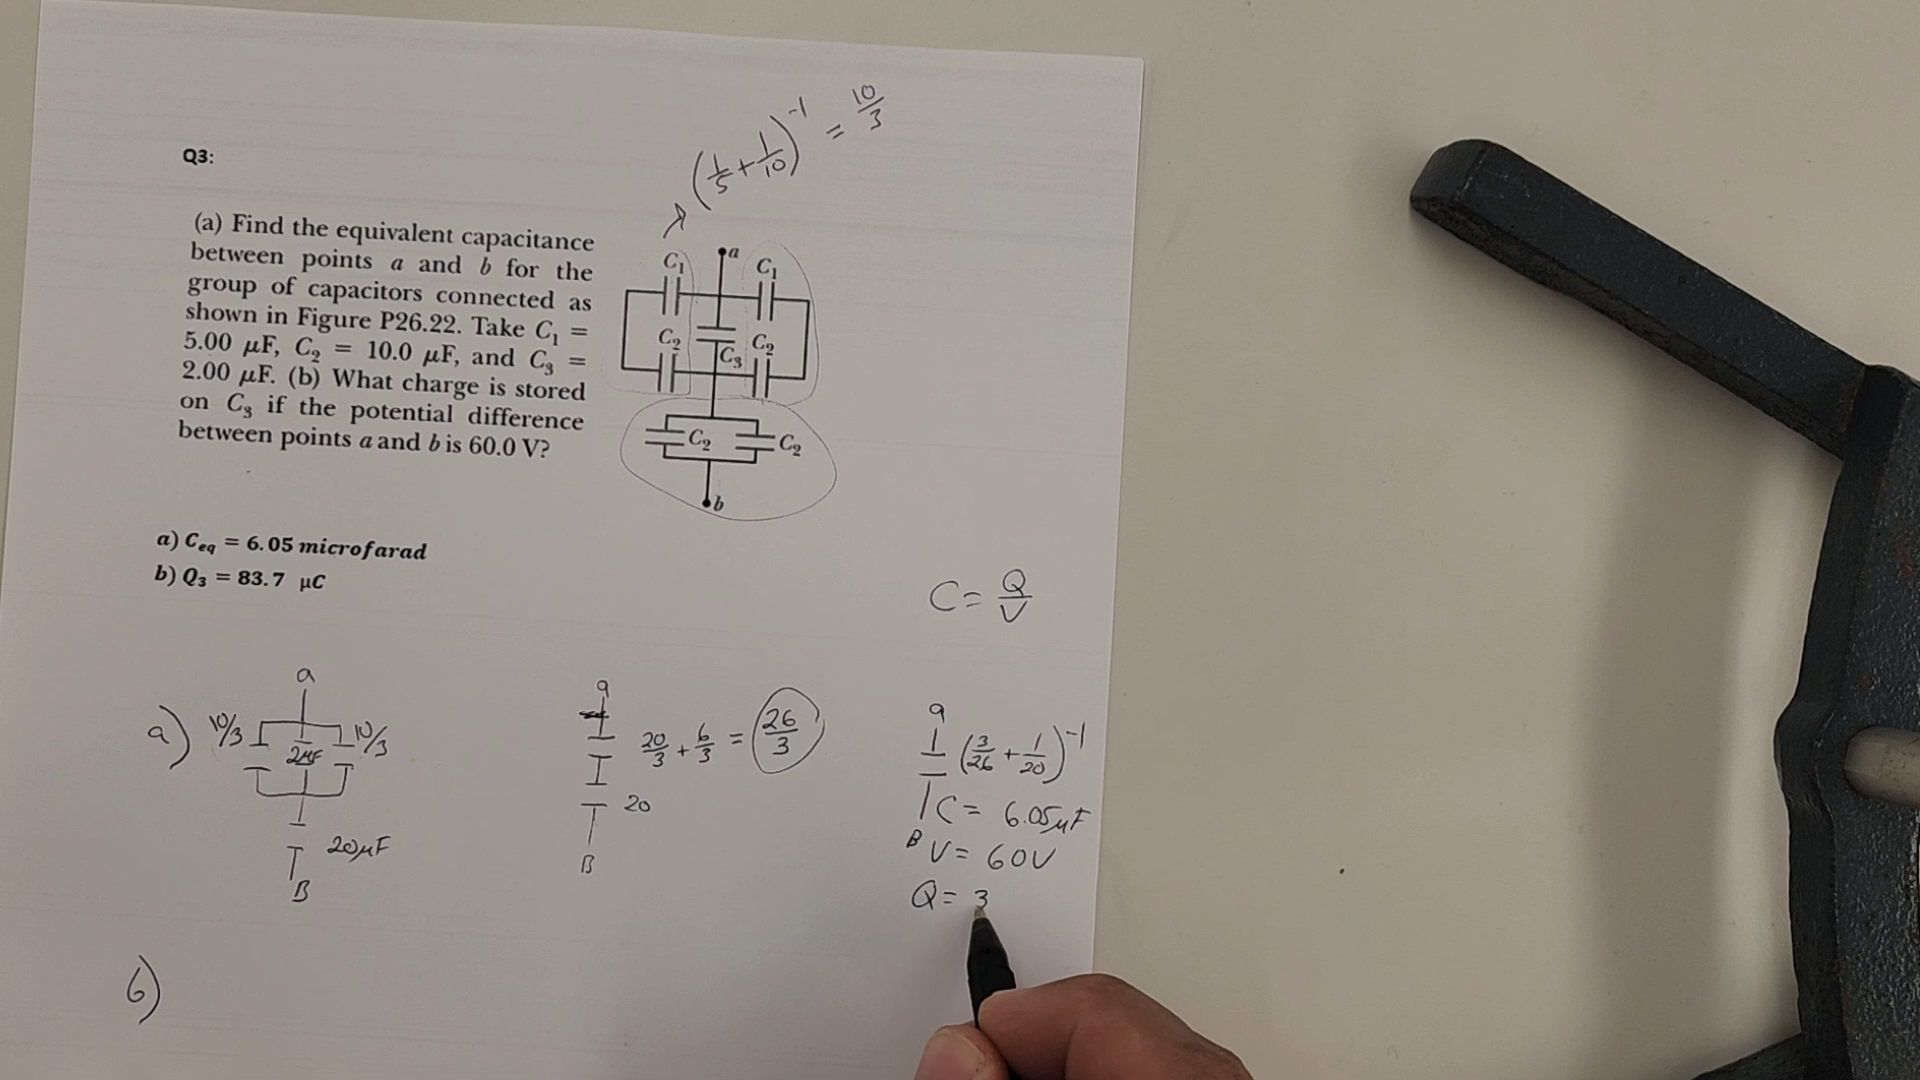 (1/5 + 1/10)^-1 = 10/3
Q3:
(a) Find the equivalent capacitance
between points a and b for the
group of capacitors connected as
shown in Figure P26.22. Take C₁ =
5.00 μF, C₂ = 10.0 μF, and C₃ =
2.00 μF. (b) What charge is stored
on C₃ if the potential difference
between points a and b is 60.0 V?
a
C₁ C₁
C₂ C₃ C₂
C₂ C₂
b
a) Ceq = 6.05 microfarad
b) Q₃ = 83.7 μC
C = Q/V
a)
a
10/3 2μF 10/3
20μF
B
a
20/3 + 6/3 = 26/3
20
B
a
(3/26 + 1/20)^-1
C = 6.05μF
B
V = 60V
Q = 3
b)